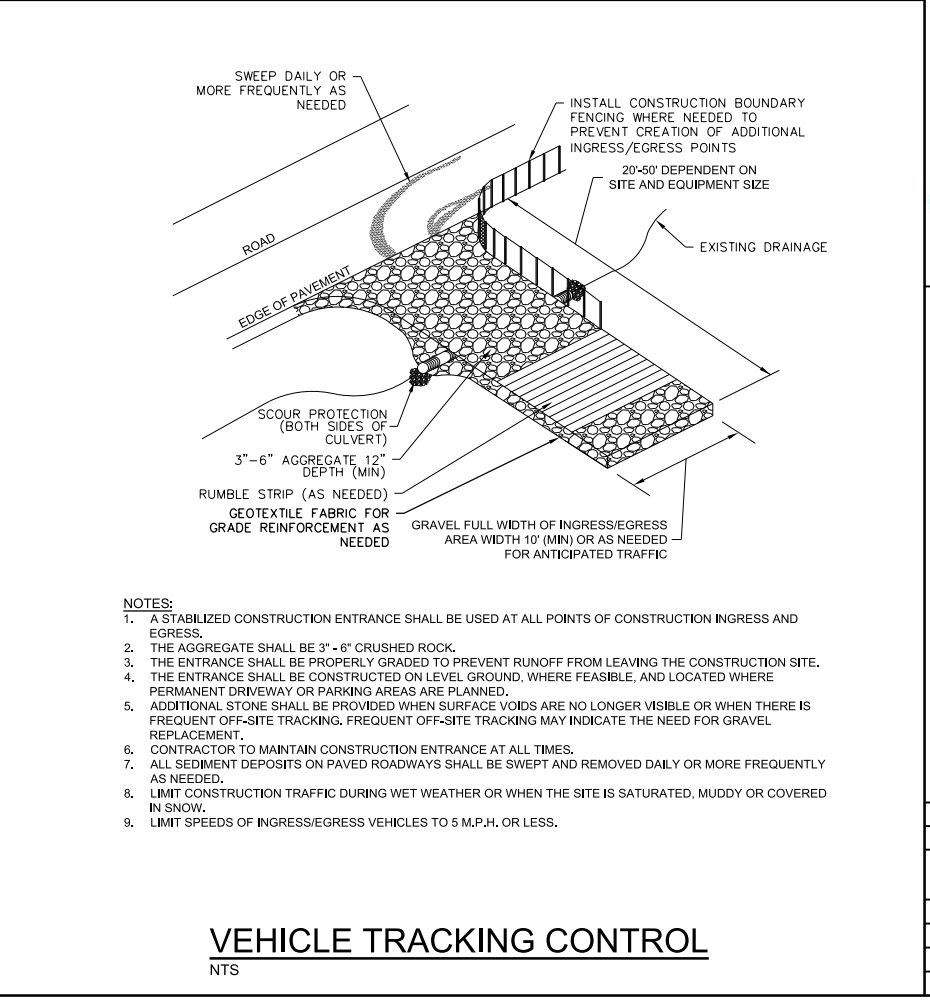 SWEEP DAILY OR
MORE FREQUENTLY AS
NEEDED
INSTALL CONSTRUCTION BOUNDARY
FENCING WHERE NEEDED TO
PREVENT CREATION OF ADDITIONAL
INGRESS/EGRESS POINTS
20'-50' DEPENDENT ON
SITE AND EQUIPMENT SIZE
ROAD
EXISTING DRAINAGE
EDGE OF PAVEMENT
SCOUR PROTECTION
(BOTH SIDES OF
CULVERT)
3"-6" AGGREGATE 12"
DEPTH (MIN)
RUMBLE STRIP (AS NEEDED)
GEOTEXTILE FABRIC FOR
GRADE REINFORCEMENT AS
NEEDED
GRAVEL FULL WIDTH OF INGRESS/EGRESS
AREA WIDTH 10' (MIN) OR AS NEEDED
FOR ANTICIPATED TRAFFIC
NOTES:
1. A STABILIZED CONSTRUCTION ENTRANCE SHALL BE USED AT ALL POINTS OF CONSTRUCTION INGRESS AND
EGRESS.
2. THE AGGREGATE SHALL BE 3" - 6" CRUSHED ROCK.
3. THE ENTRANCE SHALL BE PROPERLY GRADED TO PREVENT RUNOFF FROM LEAVING THE CONSTRUCTION SITE.
4. THE ENTRANCE SHALL BE CONSTRUCTED ON LEVEL GROUND, WHERE FEASIBLE, AND LOCATED WHERE
PERMANENT DRIVEWAY OR PARKING AREAS ARE PLANNED.
5. ADDITIONAL STONE SHALL BE PROVIDED WHEN SURFACE VOIDS ARE NO LONGER VISIBLE OR WHEN THERE IS
FREQUENT OFF-SITE TRACKING. FREQUENT OFF-SITE TRACKING MAY INDICATE THE NEED FOR GRAVEL
REPLACEMENT.
6. CONTRACTOR TO MAINTAIN CONSTRUCTION ENTRANCE AT ALL TIMES.
7. ALL SEDIMENT DEPOSITS ON PAVED ROADWAYS SHALL BE SWEPT AND REMOVED DAILY OR MORE FREQUENTLY
AS NEEDED.
8. LIMIT CONSTRUCTION TRAFFIC DURING WET WEATHER OR WHEN THE SITE IS SATURATED, MUDDY OR COVERED
IN SNOW.
9. LIMIT SPEEDS OF INGRESS/EGRESS VEHICLES TO 5 M.P.H. OR LESS.
VEHICLE TRACKING CONTROL
NTS